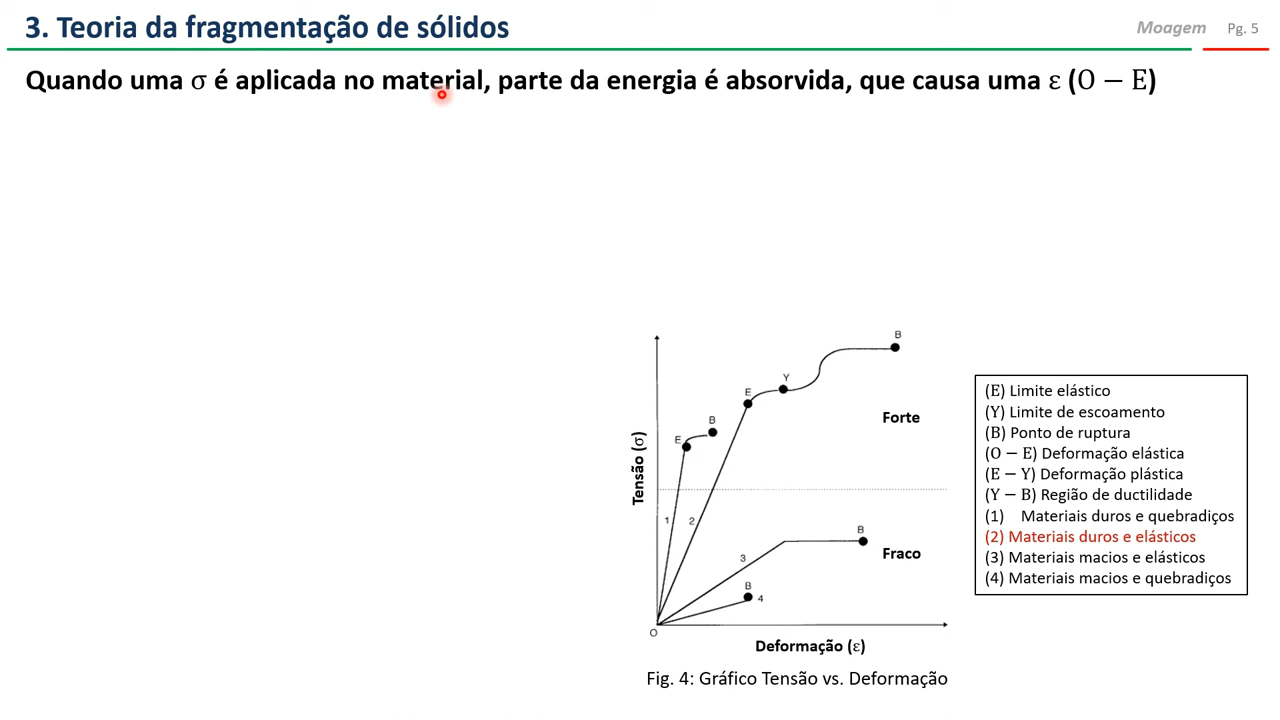 3. Teoria da fragmentação de sólidos
Moagem
Pg. 5
Quando uma σ é aplicada no material, parte da energia é absorvida, que causa uma ε (O − E)
B
Y
E
B
E
Forte
Tensão (σ)
1
2
B
3
Fraco
B
4
O
Deformação (ε)
(E) Limite elástico
(Y) Limite de escoamento
(B) Ponto de ruptura
(O − E) Deformação elástica
(E − Y) Deformação plástica
(Y − B) Região de ductilidade
(1) Materiais duros e quebradiços
(2) Materiais duros e elásticos
(3) Materiais macios e elásticos
(4) Materiais macios e quebradiços
Fig. 4: Gráfico Tensão vs. Deformação